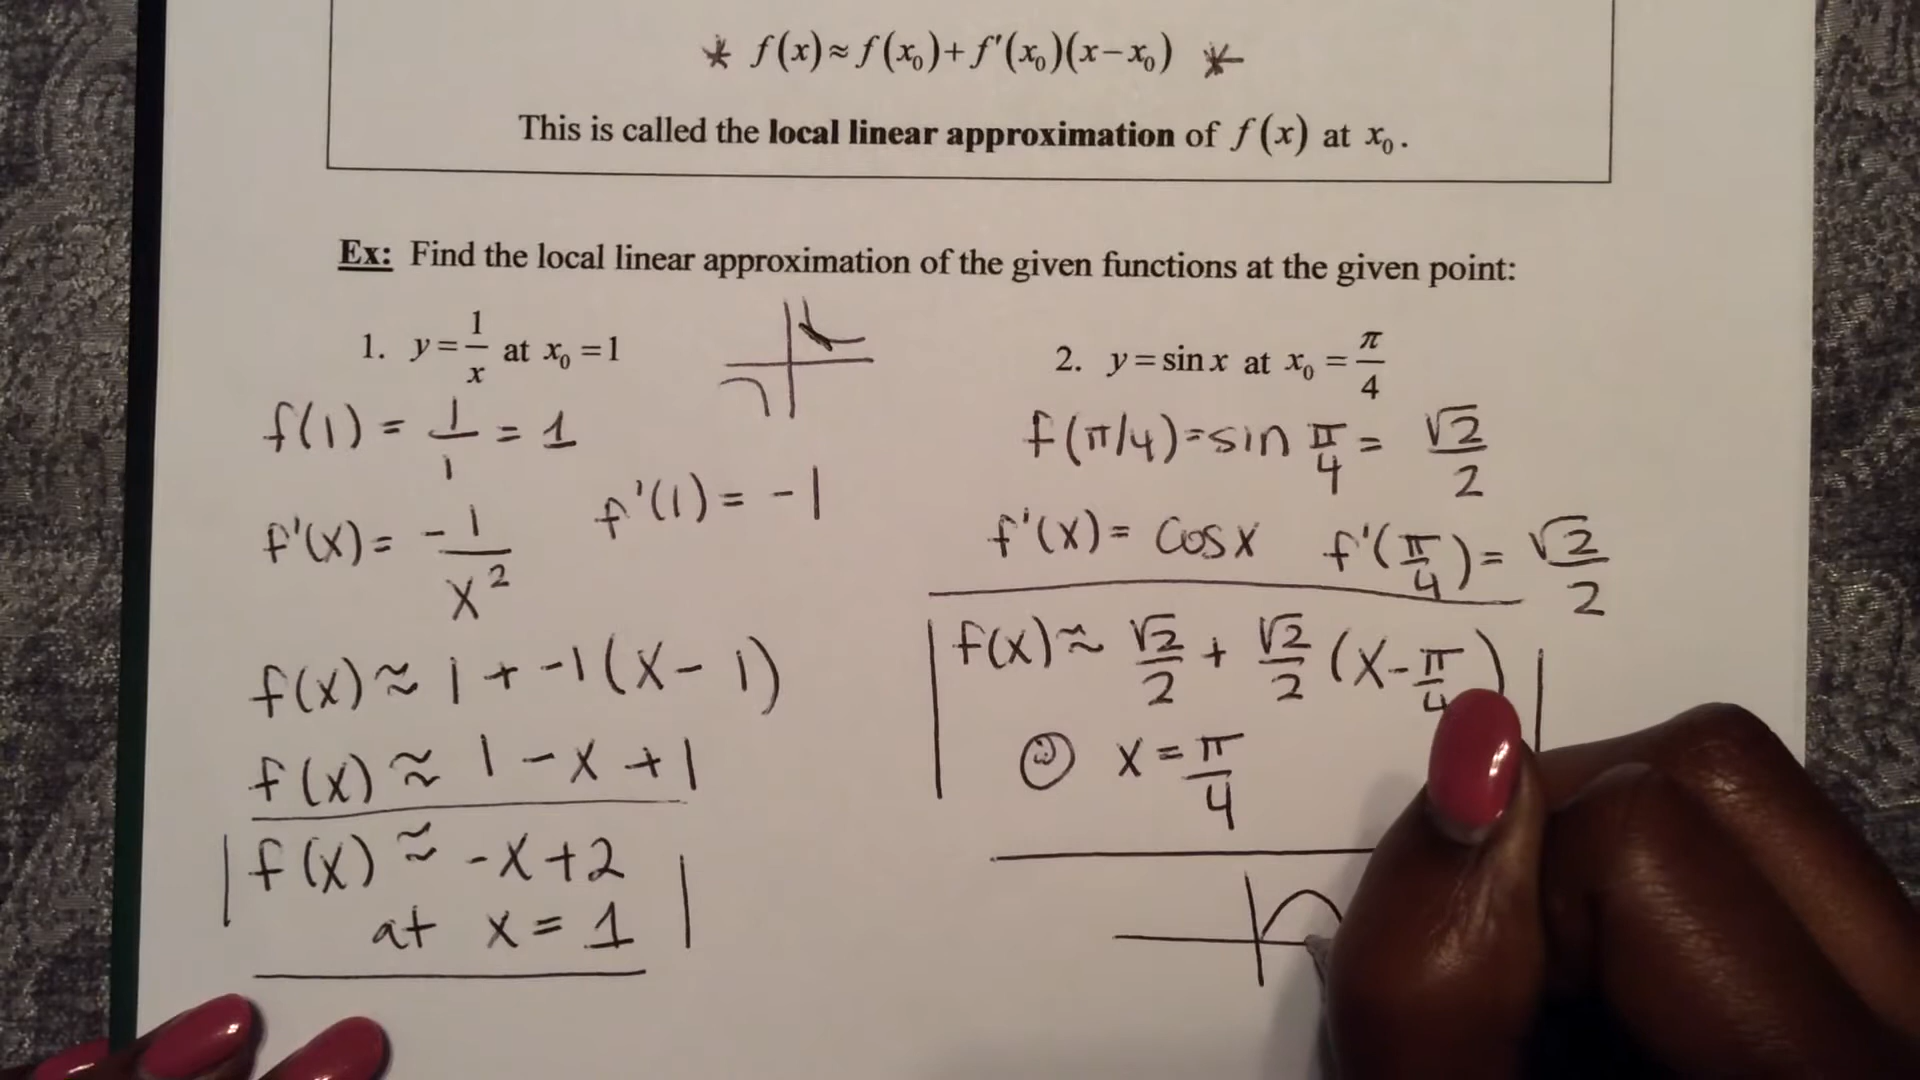 * f(x)≈f(x₀)+f'(x₀)(x−x₀) *
This is called the local linear approximation of f(x) at x₀.
Ex: Find the local linear approximation of the given functions at the given point:
1. y=1/x at x₀=1
f(1) = 1/1 = 1
f'(x) = -1/x²
f'(1) = -1
f(x) ≈ 1 + -1(x - 1)
f(x) ≈ 1 - x + 1
f(x) ≈ -x+2
at x = 1
2. y=sin x at x₀=π/4
f(π/4)=sin π/4 = √2/2
f'(x) = cos x f'(π/4) = √2/2
f(x) ≈ √2/2 + √2/2 (x-π/4)
@ x = π/4